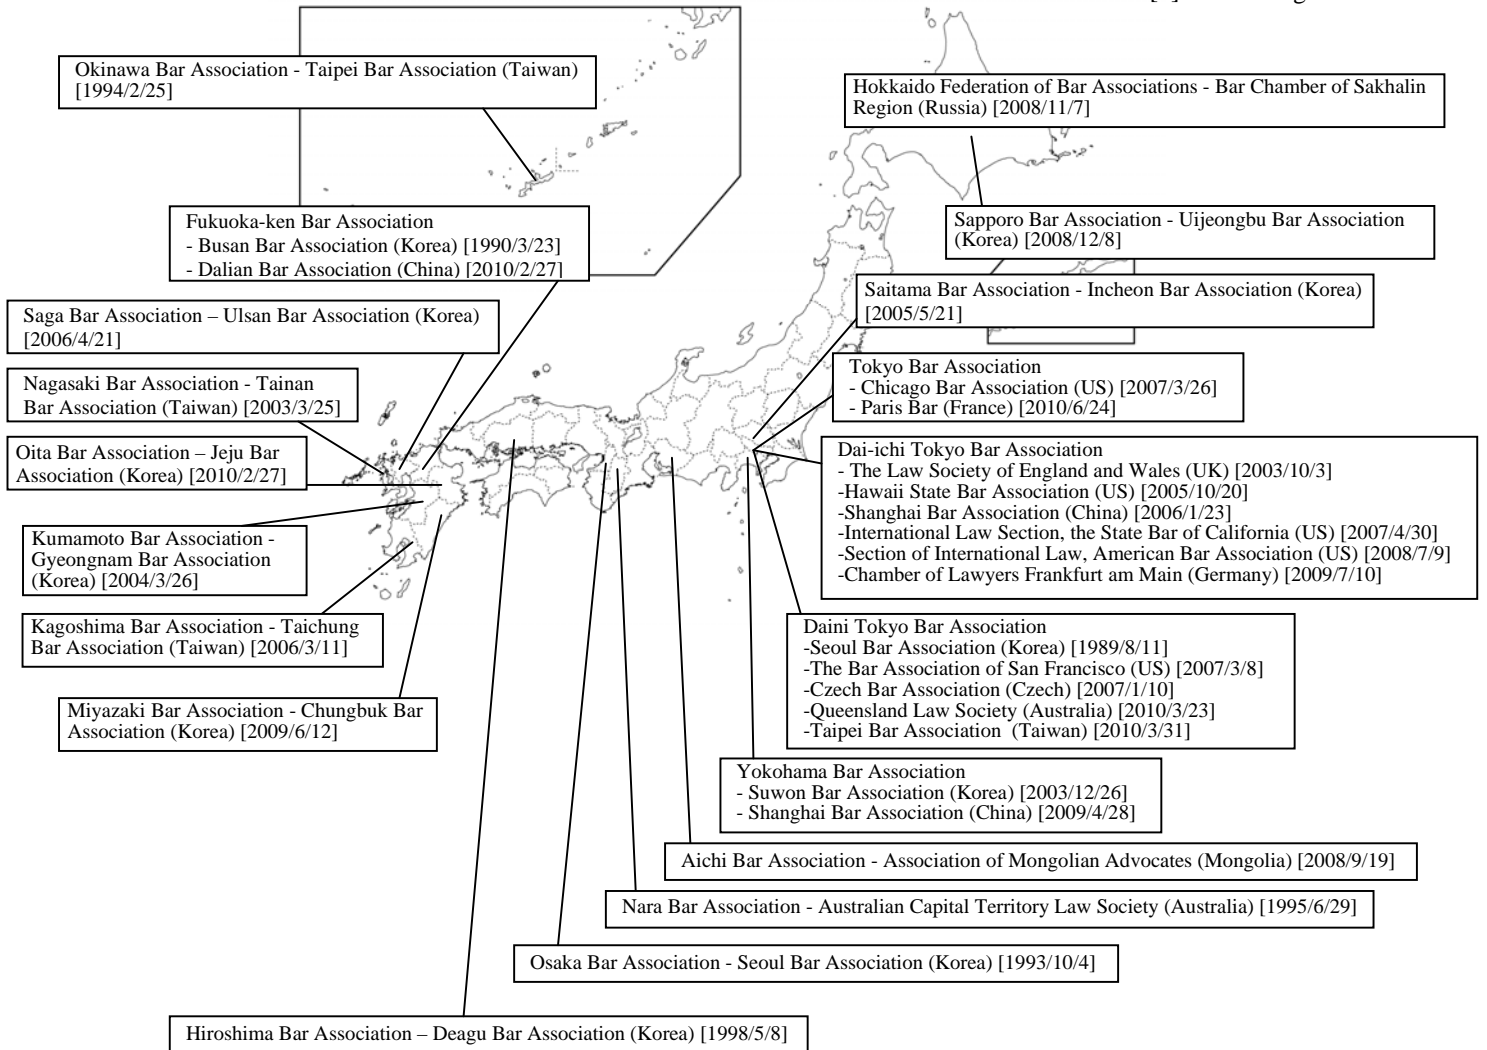 Okinawa Bar Association - Taipei Bar Association (Taiwan)
[1994/2/25]
Hokkaido Federation of Bar Associations - Bar Chamber of Sakhalin
Region (Russia) [2008/11/7]
Fukuoka-ken Bar Association
- Busan Bar Association (Korea) [1990/3/23]
- Dalian Bar Association (China) [2010/2/27]
Sapporo Bar Association - Uijeongbu Bar Association
(Korea) [2008/12/8]
Saitama Bar Association - Incheon Bar Association (Korea)
[2005/5/21]
Saga Bar Association – Ulsan Bar Association (Korea)
[2006/4/21]
Tokyo Bar Association
- Chicago Bar Association (US) [2007/3/26]
- Paris Bar (France) [2010/6/24]
Nagasaki Bar Association - Tainan
Bar Association (Taiwan) [2003/3/25]
Oita Bar Association – Jeju Bar
Association (Korea) [2010/2/27]
Dai-ichi Tokyo Bar Association
- The Law Society of England and Wales (UK) [2003/10/3]
-Hawaii State Bar Association (US) [2005/10/20]
-Shanghai Bar Association (China) [2006/1/23]
-International Law Section, the State Bar of California (US) [2007/4/30]
-Section of International Law, American Bar Association (US) [2008/7/9]
-Chamber of Lawyers Frankfurt am Main (Germany) [2009/7/10]
Kumamoto Bar Association -
Gyeongnam Bar Association
(Korea) [2004/3/26]
Kagoshima Bar Association - Taichung
Bar Association (Taiwan) [2006/3/11]
Daini Tokyo Bar Association
-Seoul Bar Association (Korea) [1989/8/11]
-The Bar Association of San Francisco (US) [2007/3/8]
-Czech Bar Association (Czech) [2007/1/10]
-Queensland Law Society (Australia) [2010/3/23]
-Taipei Bar Association (Taiwan) [2010/3/31]
Miyazaki Bar Association - Chungbuk Bar
Association (Korea) [2009/6/12]
Yokohama Bar Association
- Suwon Bar Association (Korea) [2003/12/26]
- Shanghai Bar Association (China) [2009/4/28]
Aichi Bar Association - Association of Mongolian Advocates (Mongolia) [2008/9/19]
Nara Bar Association - Australian Capital Territory Law Society (Australia) [1995/6/29]
Osaka Bar Association - Seoul Bar Association (Korea) [1993/10/4]
Hiroshima Bar Association – Deagu Bar Association (Korea) [1998/5/8]